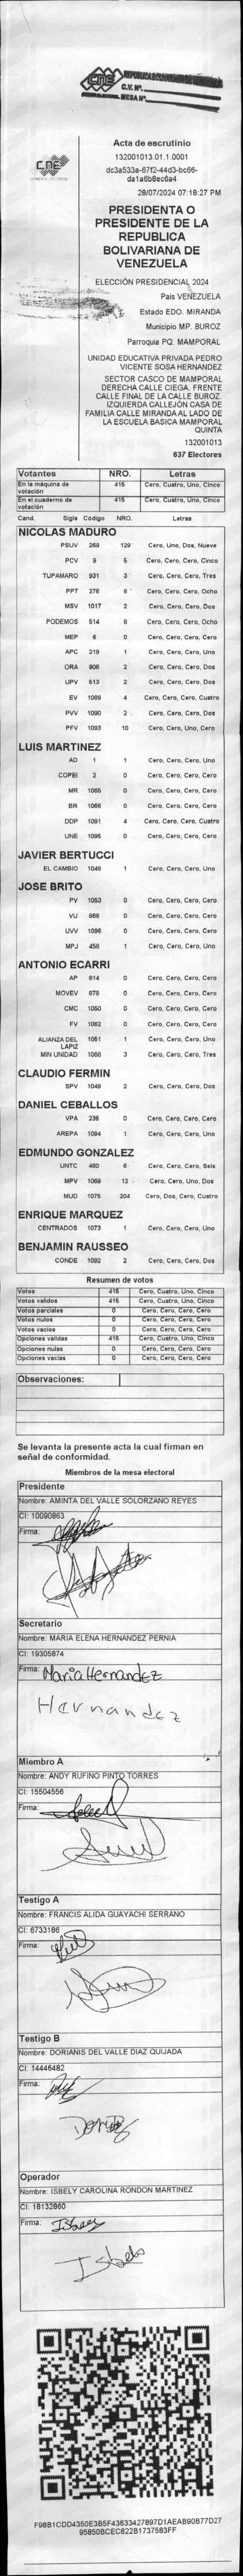 CNE
C.V. Nº.
MESA Nº.
CNE
Acta de escrutinio
132001013.01.1.0001
dc3a533a-67f2-44d3-bc66-
da1a6b8ec6a4
28/07/2024 07:18:27 PM
PRESIDENTA O
PRESIDENTE DE LA
REPUBLICA
BOLIVARIANA DE
VENEZUELA
ELECCIÓN PRESIDENCIAL 2024
País VENEZUELA
Estado EDO. MIRANDA
Municipio MP. BUROZ
Parroquia PQ. MAMPORAL
UNIDAD EDUCATIVA PRIVADA PEDRO
VICENTE SOSA HERNANDEZ
SECTOR CASCO DE MAMPORAL
DERECHA CALLE CIEGA. FRENTE
CALLE FINAL DE LA CALLE BUROZ.
IZQUIERDA CALLEJÓN CASA DE
FAMILIA CALLE MIRANDA AL LADO DE
LA ESCUELA BASICA MAMPORAL
QUINTA
132001013
637 Electores
Votantes NRO. Letras
En la máquina de votación 415 Cero, Cuatro, Uno, Cinco
En el cuaderno de votación 415 Cero, Cuatro, Uno, Cinco
Cand. Sigla Código NRO. Letras
NICOLAS MADURO
PSUV 269 129 Cero, Uno, Dos, Nueve
PCV 9 5 Cero, Cero, Cero, Cinco
TUPAMARO 931 3 Cero, Cero, Cero, Tres
PPT 276 8 Cero, Cero, Cero, Ocho
MSV 1017 2 Cero, Cero, Cero, Dos
PODEMOS 514 8 Cero, Cero, Cero, Ocho
MEP 6 0 Cero, Cero, Cero, Cero
APC 219 1 Cero, Cero, Cero, Uno
ORA 906 2 Cero, Cero, Cero, Dos
UPV 513 2 Cero, Cero, Cero, Dos
EV 1089 4 Cero, Cero, Cero, Cuatro
PVV 1090 2 Cero, Cero, Cero, Dos
PFV 1093 10 Cero, Cero, Uno, Cero
LUIS MARTINEZ
AD 1 1 Cero, Cero, Cero, Uno
COPEI 2 0 Cero, Cero, Cero, Cero
MR 1065 0 Cero, Cero, Cero, Cero
BR 1066 0 Cero, Cero, Cero, Cero
DDP 1091 4 Cero, Cero, Cero, Cuatro
UNE 1095 0 Cero, Cero, Cero, Cero
JAVIER BERTUCCI
EL CAMBIO 1048 1 Cero, Cero, Cero, Uno
JOSE BRITO
PV 1053 0 Cero, Cero, Cero, Cero
VU 868 0 Cero, Cero, Cero, Cero
UVV 1096 0 Cero, Cero, Cero, Cero
MPJ 458 1 Cero, Cero, Cero, Uno
ANTONIO ECARRI
AP 814 0 Cero, Cero, Cero, Cero
MOVEV 878 0 Cero, Cero, Cero, Cero
CMC 1050 0 Cero, Cero, Cero, Cero
FV 1062 0 Cero, Cero, Cero, Cero
ALIANZA DEL LAPIZ 1051 1 Cero, Cero, Cero, Uno
MIN UNIDAD 1068 3 Cero, Cero, Cero, Tres
CLAUDIO FERMIN
SPV 1049 2 Cero, Cero, Cero, Dos
DANIEL CEBALLOS
VPA 236 0 Cero, Cero, Cero, Cero
AREPA 1094 1 Cero, Cero, Cero, Uno
EDMUNDO GONZALEZ
UNTC 460 6 Cero, Cero, Cero, Seis
MPV 1069 12 Cero, Cero, Uno, Dos
MUD 1075 204 Cero, Dos, Cero, Cuatro
ENRIQUE MARQUEZ
CENTRADOS 1073 1 Cero, Cero, Cero, Uno
BENJAMIN RAUSSEO
CONDE 1092 2 Cero, Cero, Cero, Dos
Resumen de votos
Votos 415 Cero, Cuatro, Uno, Cinco
Votos validos 415 Cero, Cuatro, Uno, Cinco
Votos parciales 0 Cero, Cero, Cero, Cero
Votos nulos 0 Cero, Cero, Cero, Cero
Votos vacios 0 Cero, Cero, Cero, Cero
Opciones validas 415 Cero, Cuatro, Uno, Cinco
Opciones nulas 0 Cero, Cero, Cero, Cero
Opciones vacias 0 Cero, Cero, Cero, Cero
Observaciones:
Se levanta la presente acta la cual firman en
señal de conformidad.
Miembros de la mesa electoral
Presidente
Nombre: AMINTA DEL VALLE SOLORZANO REYES
CI: 10090863
Firma:
Secretario
Nombre: MARIA ELENA HERNANDEZ PERNIA
CI: 19305874
Firma: Maria Hernandez
Hernandez
Miembro A
Nombre: ANDY RUFINO PINTO TORRES
CI: 15504556
Firma:
Testigo A
Nombre: FRANCIS ALIDA GUAYACHI SERRANO
CI: 6733186
Firma:
Testigo B
Nombre: DORIANIS DEL VALLE DIAZ QUIJADA
CI: 14446482
Firma:
Operador
Nombre: ISBELY CAROLINA RONDON MARTINEZ
CI: 18132860
Firma: Isbely
F98B1CDD4350E3B5F43633427897D1AEAB90B77D27
95850BCEC822B1737583FF